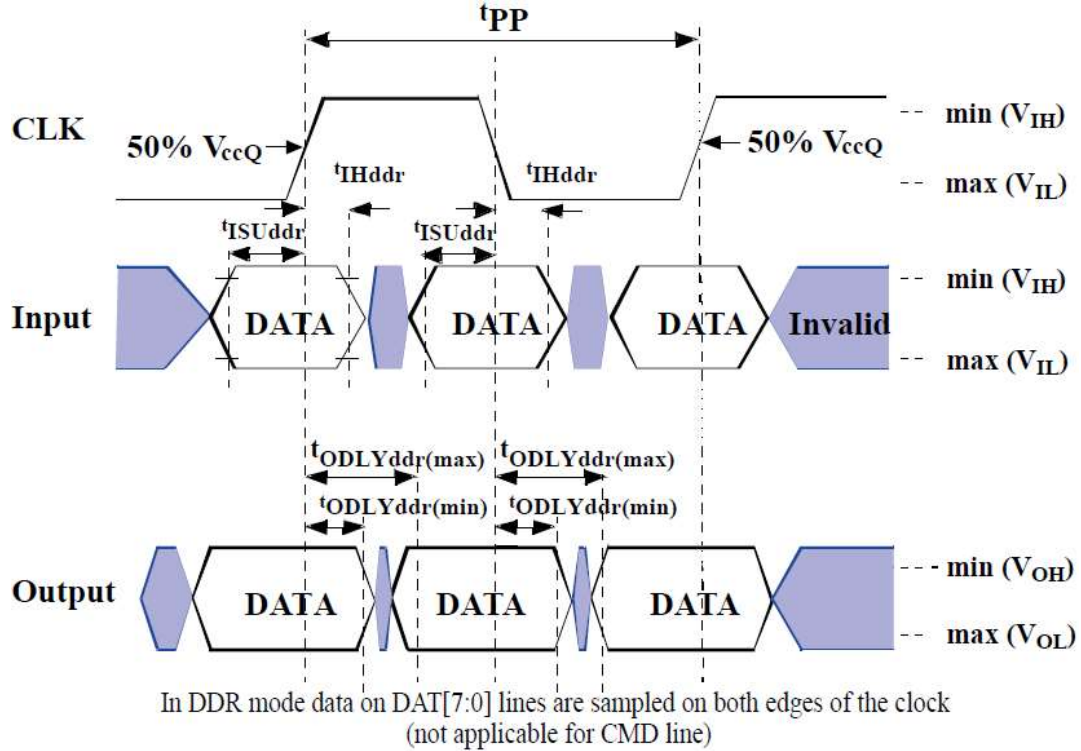 tPP
CLK
min (VIH)
50% VccQ
50% VccQ
tIHddr
tIHddr
max (VIL)
tISUddr
tISUddr
min (VIH)
Input
DATA
DATA
DATA
Invalid
max (VIL)
tODLYddr(max)
tODLYddr(max)
tODLYddr(min)
tODLYddr(min)
min (VOH)
Output
DATA
DATA
DATA
max (VOL)
In DDR mode data on DAT[7:0] lines are sampled on both edges of the clock
(not applicable for CMD line)